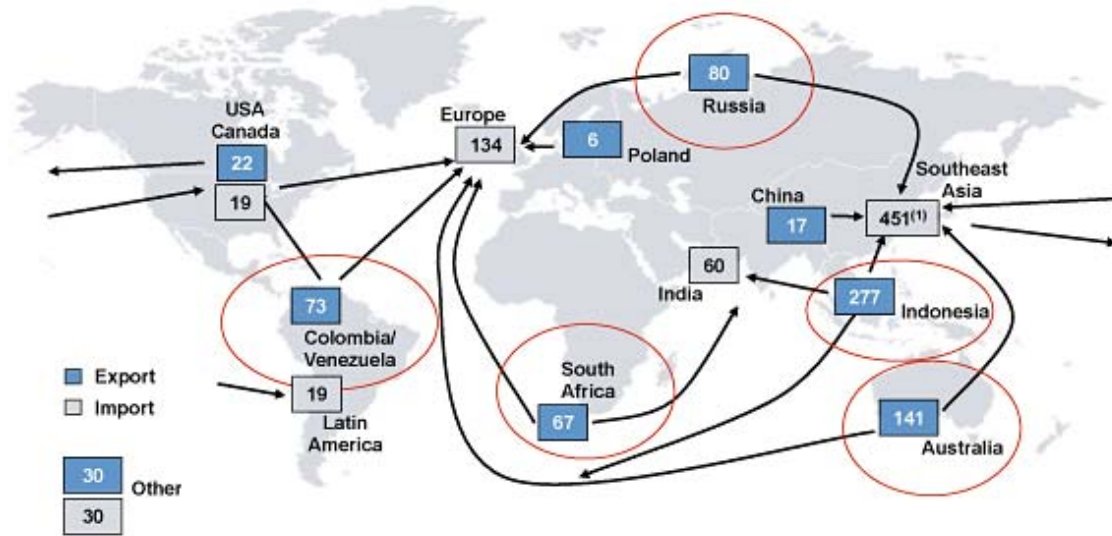 80
Russia
USA
Canada
22
19
Europe
134
6
Poland
Southeast
Asia
451(1)
China
17
60
India
277
Indonesia
73
Colombia/
Venezuela
Export
Import
19
Latin
America
South
Africa
67
141
Australia
30
Other
30